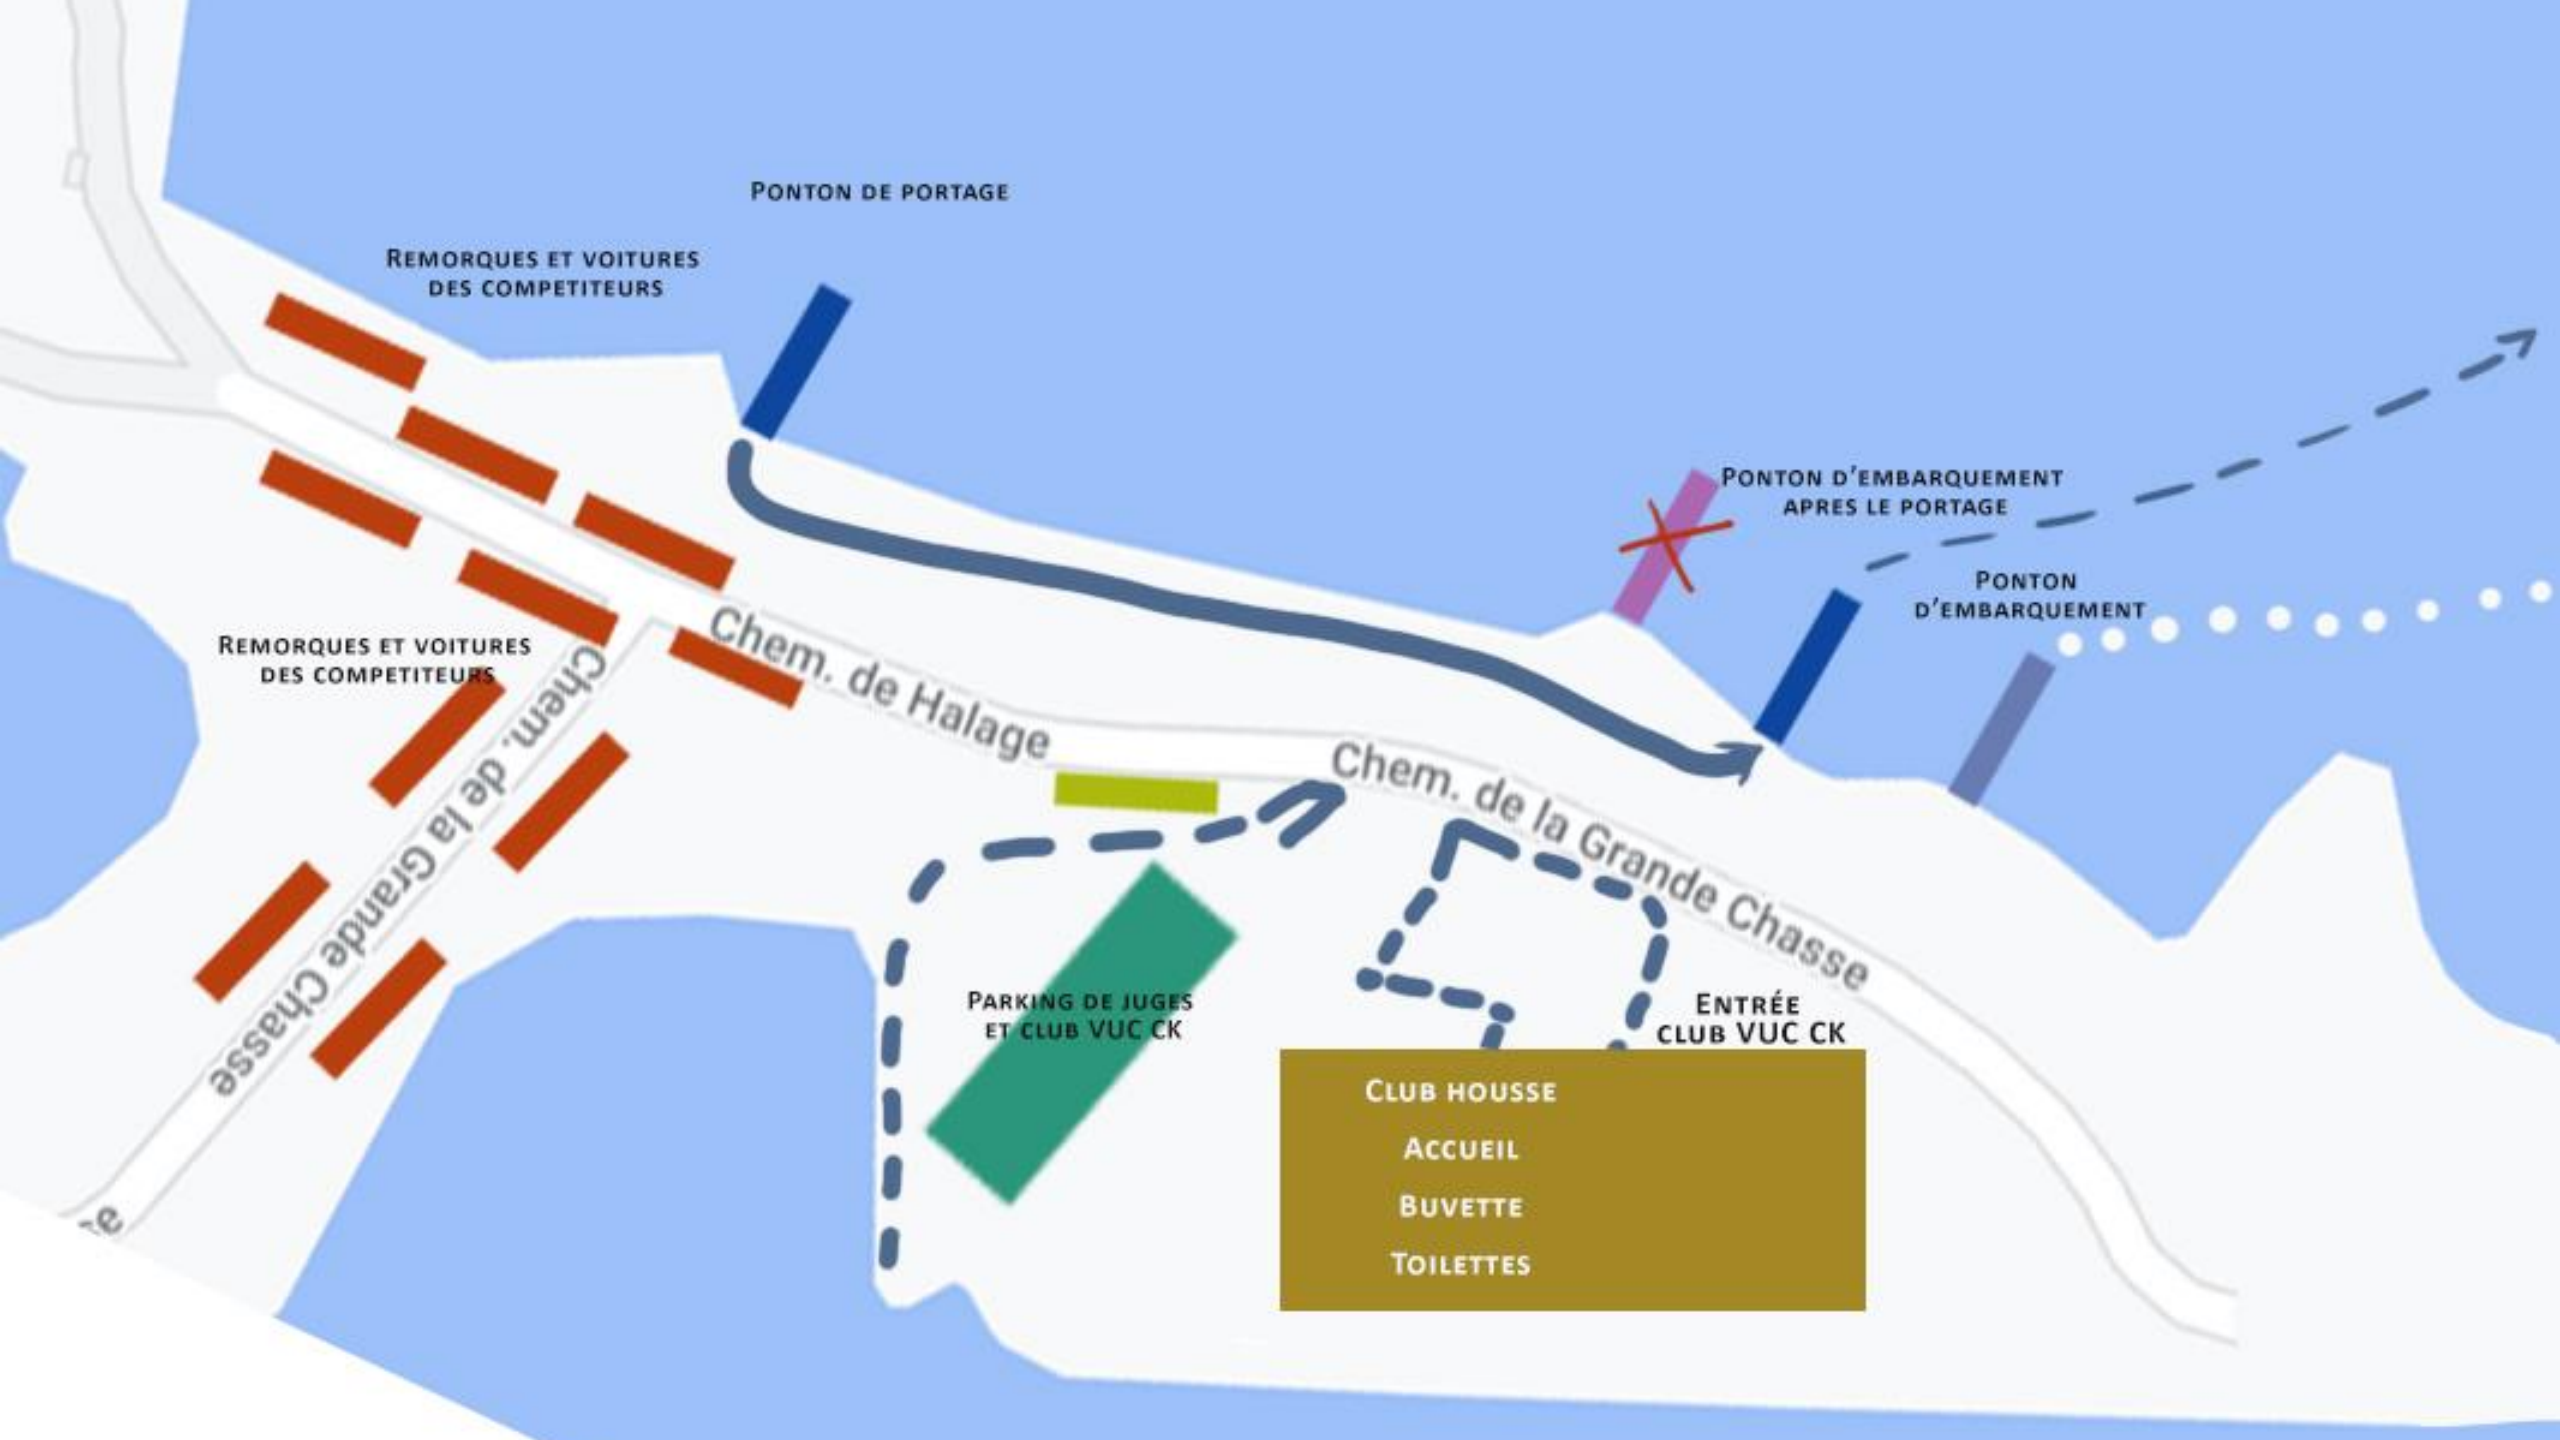 PONTON DE PORTAGE
REMORQUES ET VOITURES
DES COMPETITEURS
PONTON D'EMBARQUEMENT
APRES LE PORTAGE
PONTON
D'EMBARQUEMENT
REMORQUES ET VOITURES
DES COMPETITEURS
Chem. de Halage
Chem. de la Grande Chasse
Chem. de la Grande Chasse
PARKING DE JUGES
ET CLUB VUC CK
ENTRÉE
CLUB VUC CK
CLUB HOUSSE
ACCUEIL
BUVETTE
TOILETTES